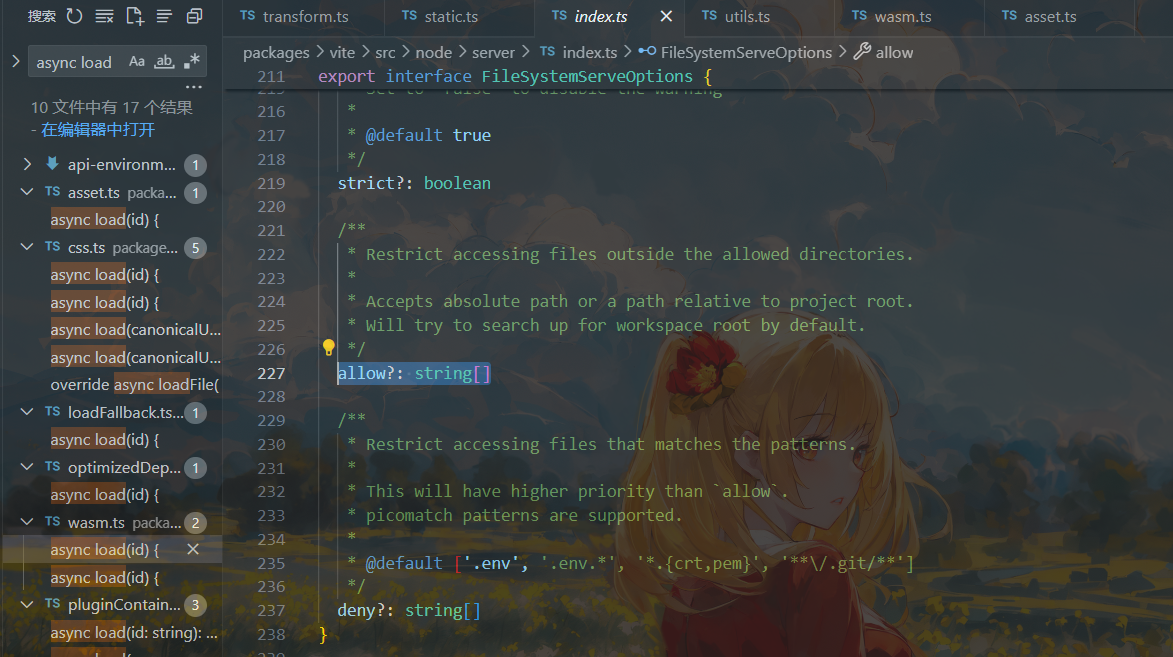 搜索
async load Aa ab .*
10 文件中有 17 个结果
- 在编辑器中打开
api-environm... 1
TS asset.ts packa... 1
async load(id) {
TS css.ts package... 5
async load(id) {
async load(id) {
async load(canonicalU...
async load(canonicalU...
override async loadFile(
TS loadFallback.ts... 1
async load(id) {
TS optimizedDep... 1
async load(id) {
TS wasm.ts packa... 2
async load(id) {
async load(id) {
TS pluginContain... 3
async load(id: string): ...
TS transform.ts
TS static.ts
TS index.ts
TS utils.ts
TS wasm.ts
TS asset.ts
packages > vite > src > node > server > TS index.ts > FileSystemServeOptions > allow
211 export interface FileSystemServeOptions {
216 *
217 * @default true
218 */
219 strict?: boolean
220
221 /**
222 * Restrict accessing files outside the allowed directories.
223 *
224 * Accepts absolute path or a path relative to project root.
225 * Will try to search up for workspace root by default.
226 */
227 allow?: string[]
228
229 /**
230 * Restrict accessing files that matches the patterns.
231 *
232 * This will have higher priority than `allow`.
233 * picomatch patterns are supported.
234 *
235 * @default ['.env', '.env.*', '*.{crt,pem}', '**\/.git/**']
236 */
237 deny?: string[]
238 }